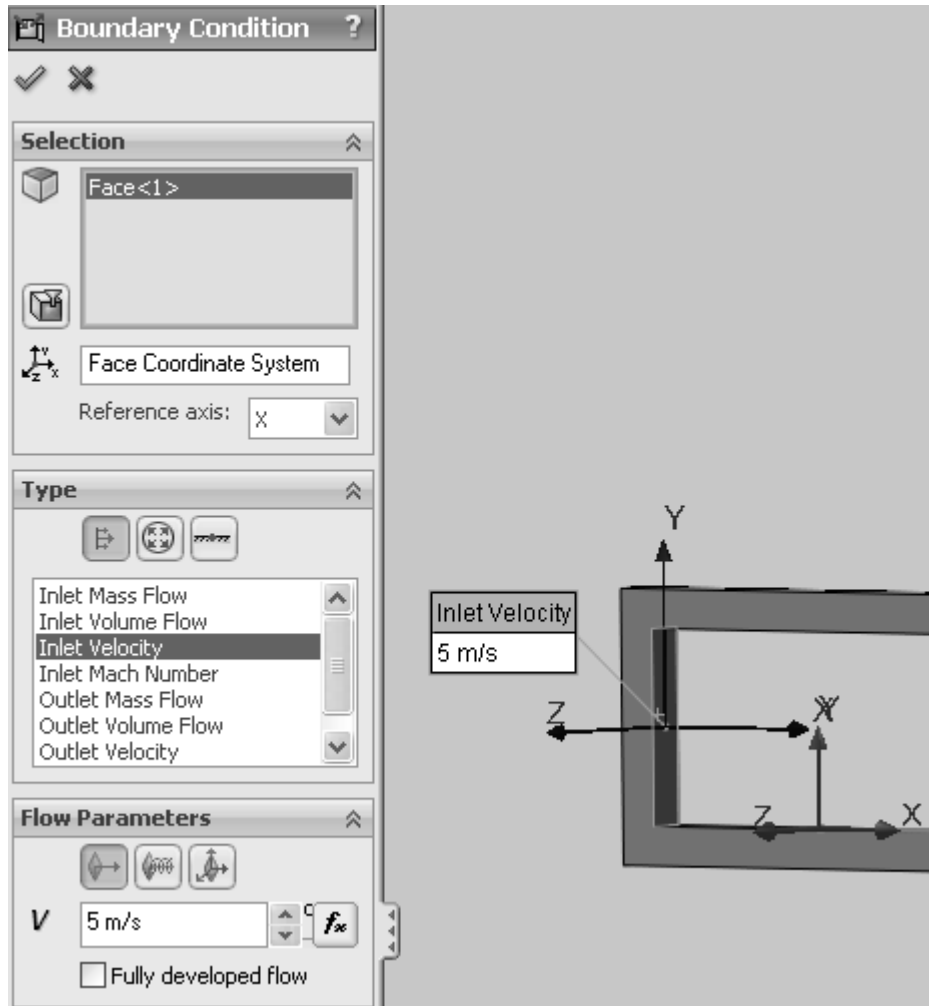 Boundary Condition ?
Selection
Face<1>
Face Coordinate System
Reference axis: X
Type
Inlet Mass Flow
Inlet Volume Flow
Inlet Velocity
Inlet Mach Number
Outlet Mass Flow
Outlet Volume Flow
Outlet Velocity
Flow Parameters
V 5 m/s fx
Fully developed flow
Y
Inlet Velocity
5 m/s
Z X Y
Z X